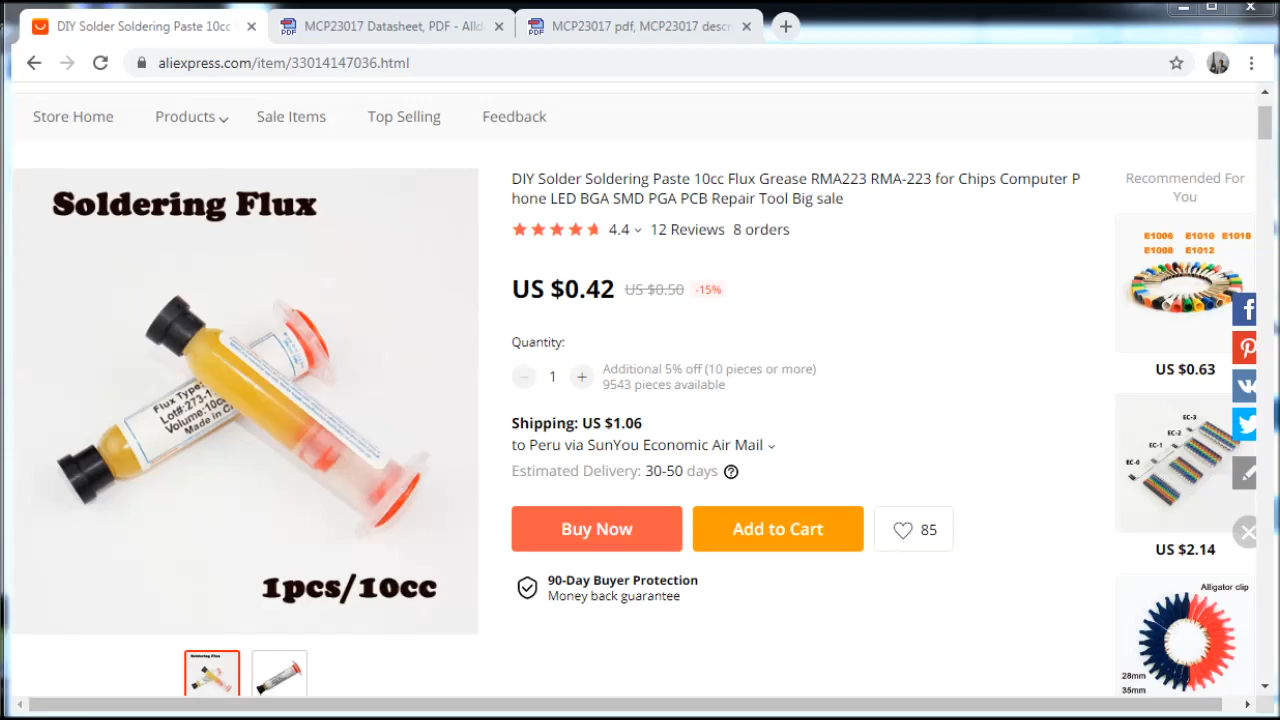 DIY Solder Soldering Paste 10cc
MCP23017 Datasheet, PDF - Alld
MCP23017 pdf, MCP23017 descr
aliexpress.com/item/33014147036.html
Store Home
Products
Sale Items
Top Selling
Feedback
Soldering Flux
Flux Type:
Lot#:273-1
Volume:10c
Made in C
1pcs/10cc
Soldering Flux
DIY Solder Soldering Paste 10cc Flux Grease RMA223 RMA-223 for Chips Computer P
hone LED BGA SMD PGA PCB Repair Tool Big sale
4.4 12 Reviews 8 orders
US $0.42 US $0.50 -15%
Quantity:
1
Additional 5% off (10 pieces or more)
9543 pieces available
Shipping: US $1.06
to Peru via SunYou Economic Air Mail
Estimated Delivery: 30-50 days
Buy Now
Add to Cart
85
90-Day Buyer Protection
Money back guarantee
Recommended For
You
E1006 E1010 E1018
E1008 E1012
US $0.63
EC-3
EC-2
EC-1
EC-0
US $2.14
Alligator clip
28mm
35mm